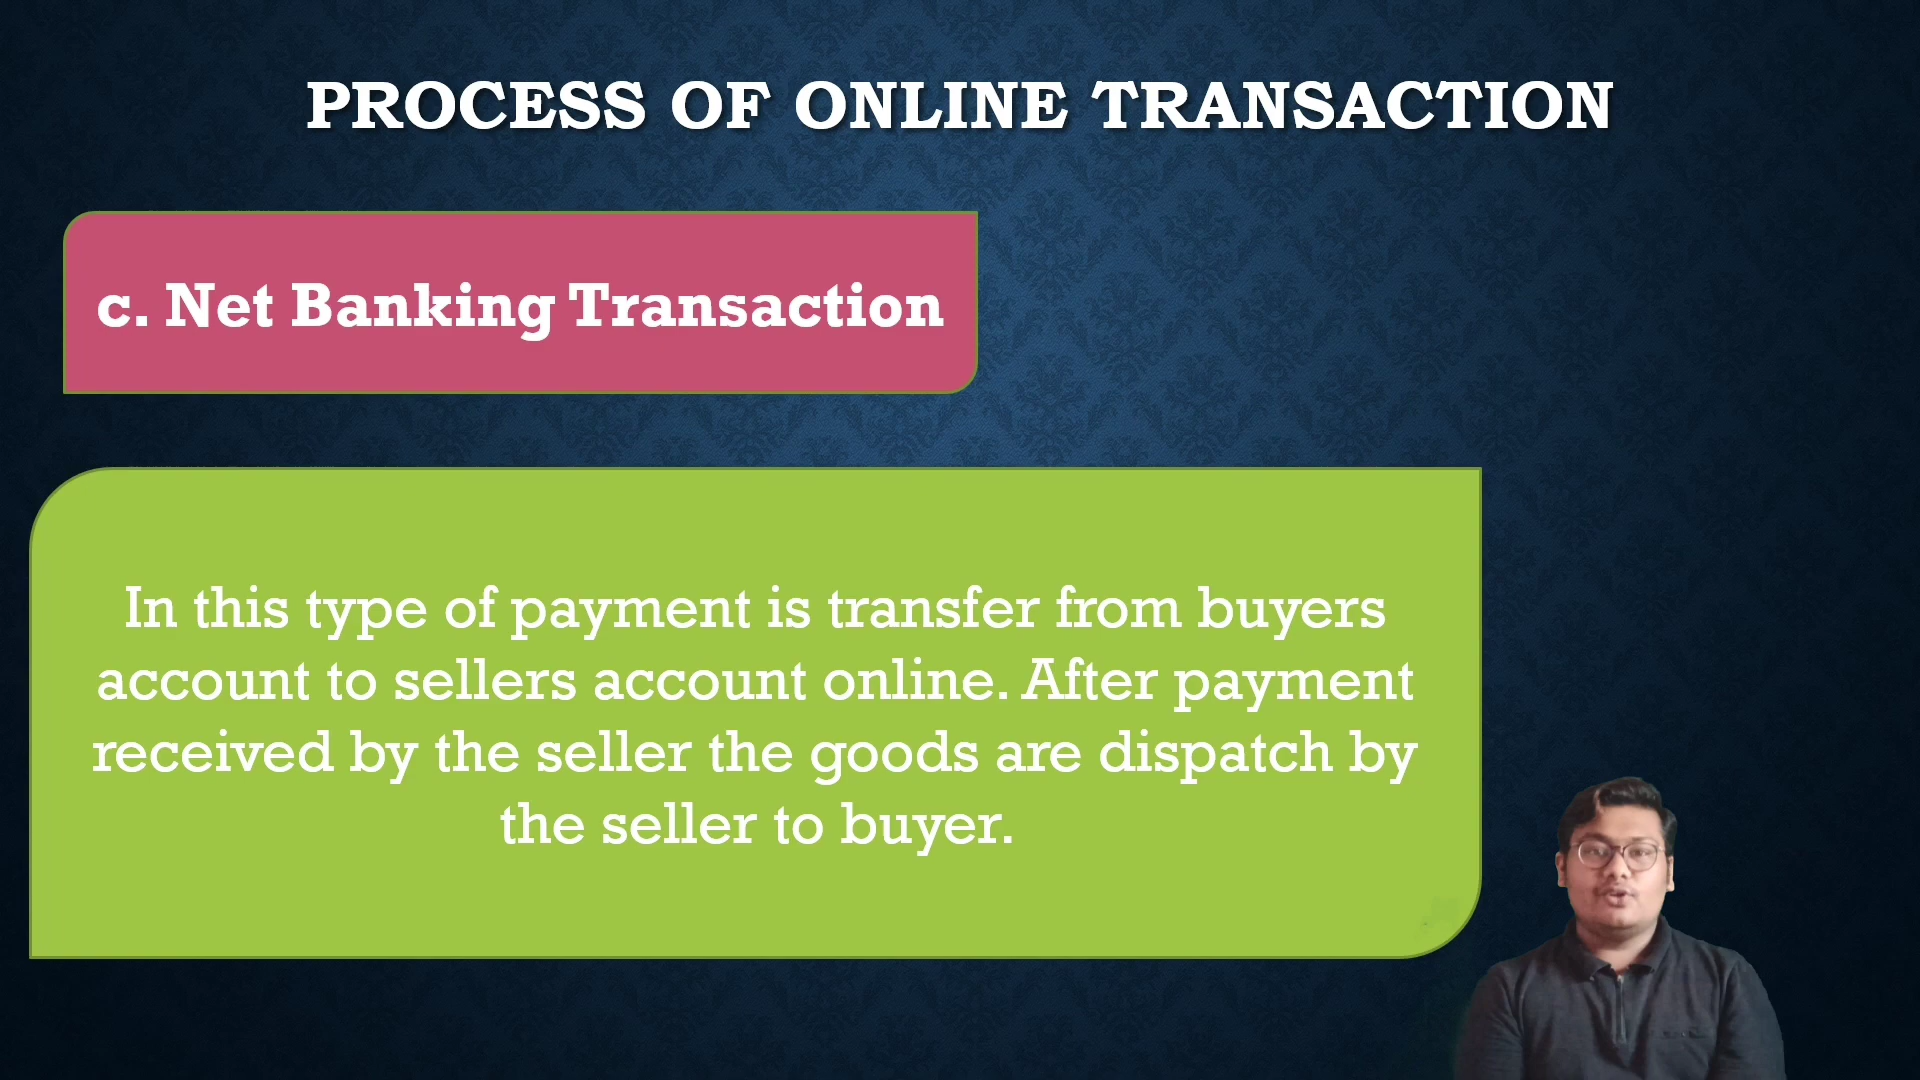 PROCESS OF ONLINE TRANSACTION
c. Net Banking Transaction
In this type of payment is transfer from buyers
account to sellers account online. After payment
received by the seller the goods are dispatch by
the seller to buyer.